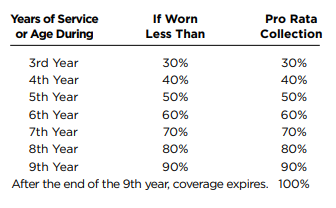 Years of Service If Worn Pro Rata
or Age During Less Than Collection
3rd Year 30% 30%
4th Year 40% 40%
5th Year 50% 50%
6th Year 60% 60%
7th Year 70% 70%
8th Year 80% 80%
9th Year 90% 90%
After the end of the 9th year, coverage expires. 100%